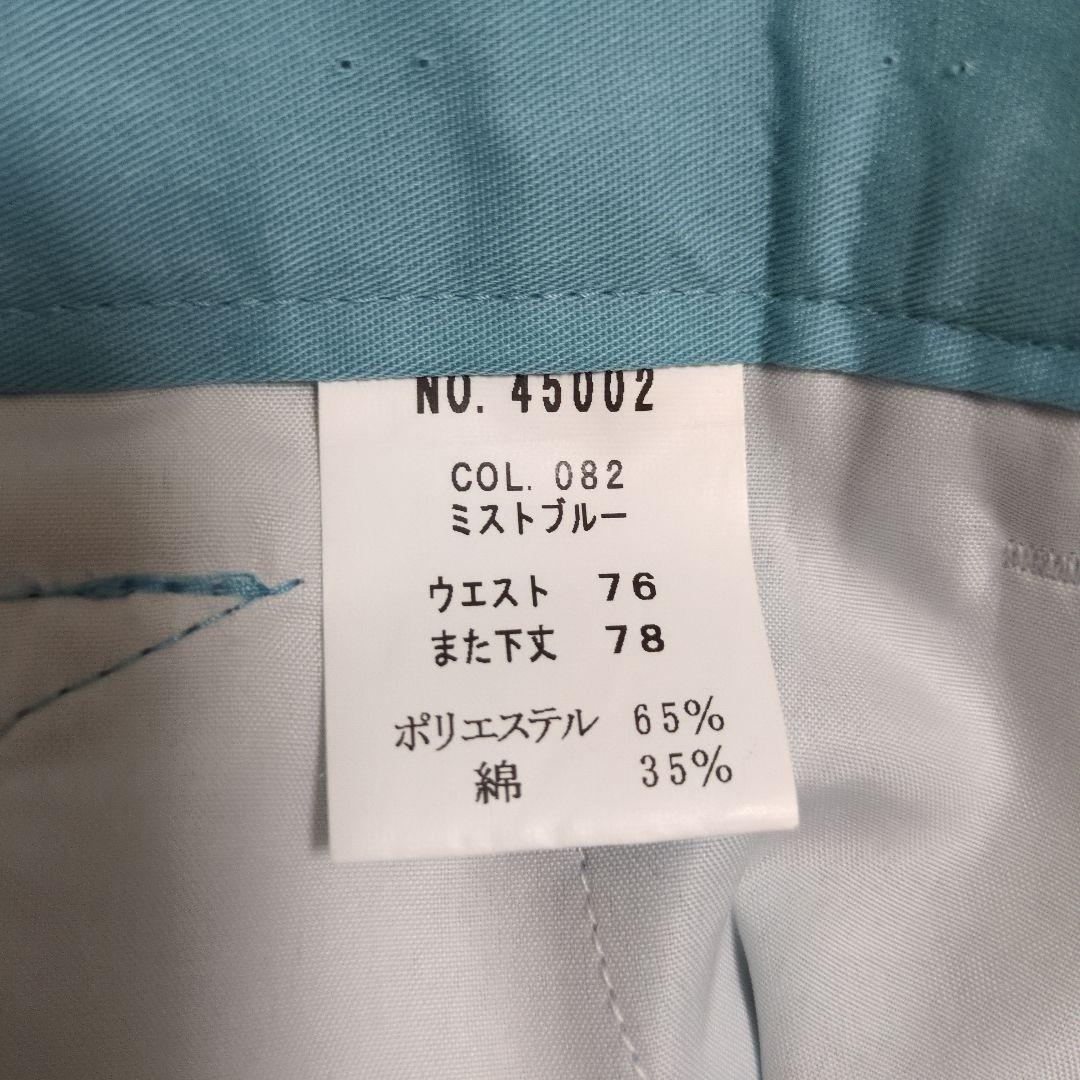 NO. 45002
COL. 082
ミストブルー
ウエスト 76
また下丈 78
ポリエステル 65%
綿 35%